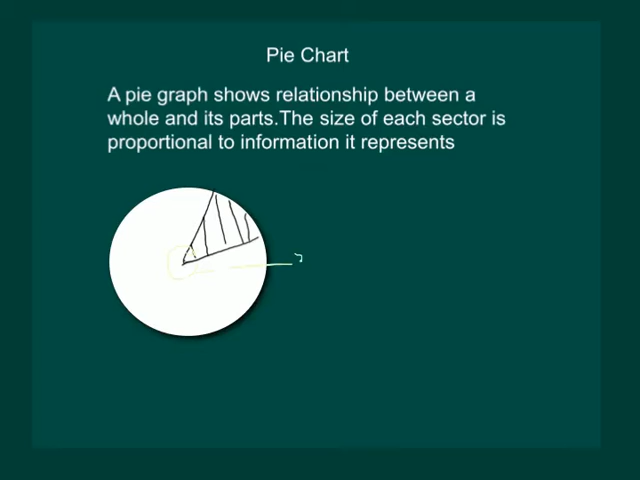 Pie Chart
A pie graph shows relationship between a
whole and its parts.The size of each sector is
proportional to information it represents